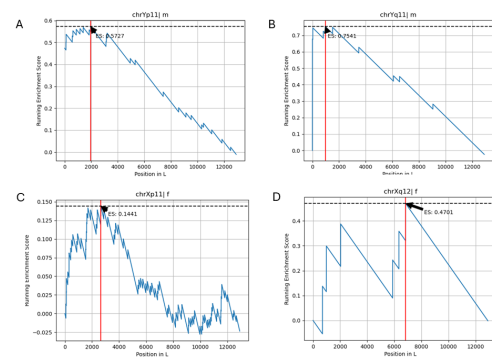 A
chrYp11| m
0.6
0.5
0.4
0.3
0.2
0.1
0.0
ES: 0.5727
Running Enrichment Score
0 2000 4000 6000 8000 10000 12000
Position in L
B
chrYq11| m
0.7
0.6
0.5
0.4
0.3
0.2
0.1
0.0
ES: 0.7541
Running Enrichment Score
0 2000 4000 6000 8000 10000 12000
Position in L
C
chrXp11| f
0.150
0.125
0.100
0.075
0.050
0.025
0.000
−0.025
ES: 0.1441
Running Enrichment Score
0 2000 4000 6000 8000 10000 12000
Position in L
D
chrXq12| f
0.4
0.3
0.2
0.1
0.0
ES: 0.4701
Running Enrichment Score
0 2000 4000 6000 8000 10000 12000
Position in L